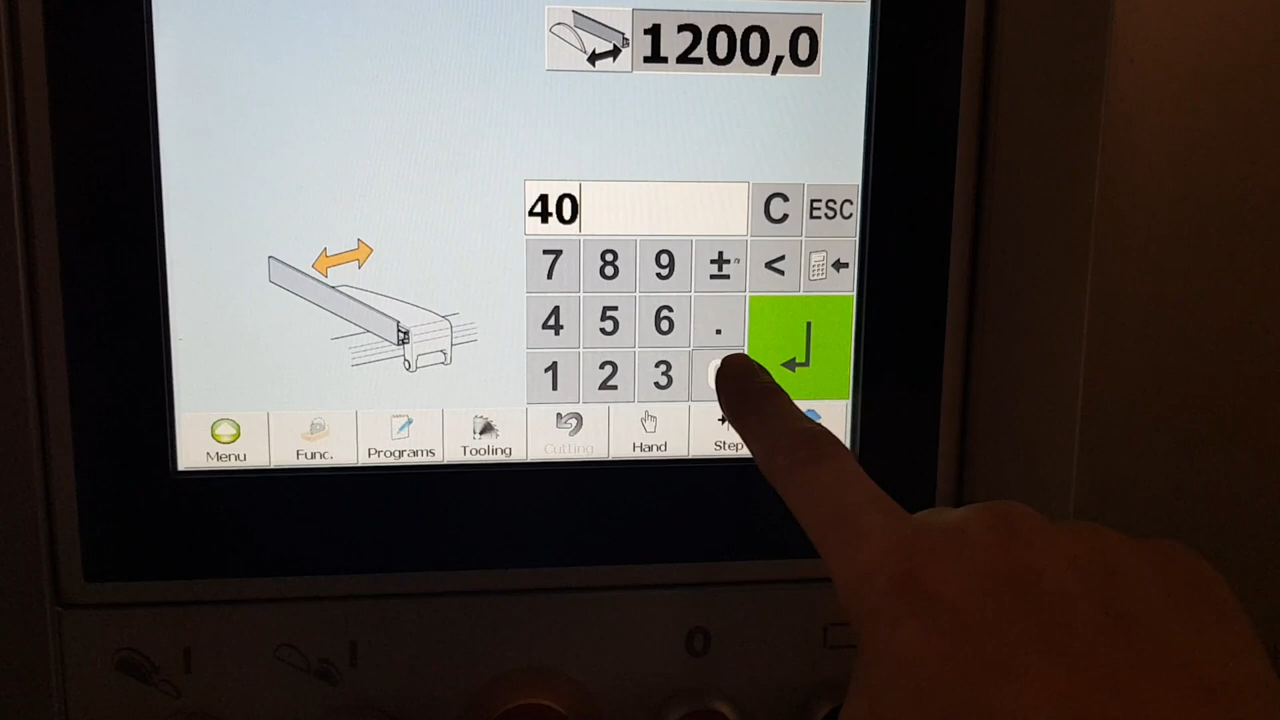 1200,0
40 C ESC
7 8 9 ± <
4 5 6 .
1 2 3
Menu Func. Programs Tooling Cutting Hand Step
I I 0